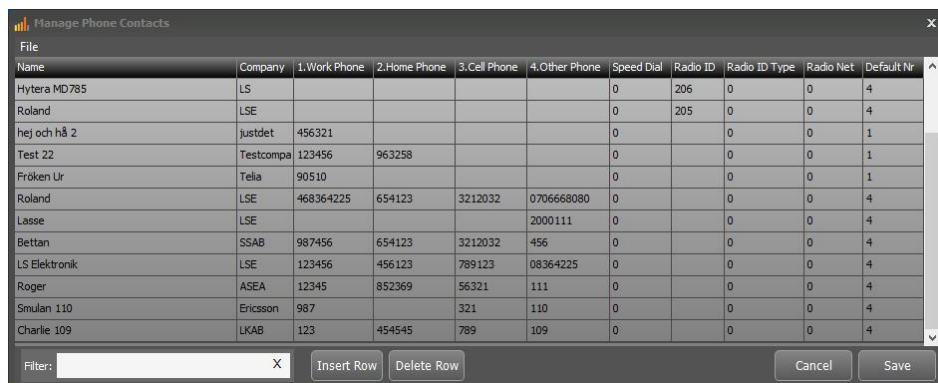 Manage Phone Contacts X
File
Name Company 1.Work Phone 2.Home Phone 3.Cell Phone 4.Other Phone Speed Dial Radio ID Radio ID Type Radio Net Default Nr
Hytera MD785 LS 0 206 0 0 4
Roland LSE 0 205 0 0 4
hej och hå 2 justdet 456321 0 0 0 1
Test 22 Testcompa 123456 963258 0 0 0 1
Fröken Ur Telia 90510 0 0 0 1
Roland LSE 468364225 654123 3212032 0706668080 0 0 0 4
Lasse LSE 2000111 0 0 0 4
Bettan SSAB 987456 654123 3212032 456 0 0 0 4
LS Elektronik LSE 123456 456123 789123 08364225 0 0 0 4
Roger ASEA 12345 852369 56321 111 0 0 0 4
Smulan 110 Ericsson 987 321 110 0 0 0 4
Charlie 109 LKAB 123 454545 789 109 0 0 0 4
Filter: X Insert Row Delete Row Cancel Save